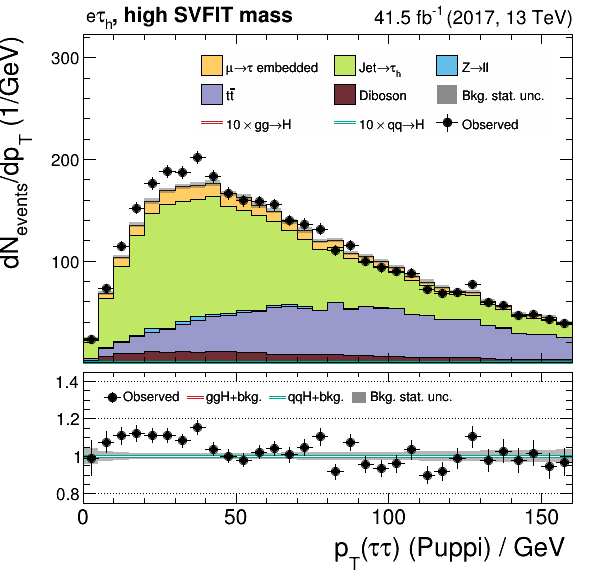 eτh, high SVFIT mass 41.5 fb-1 (2017, 13 TeV)
dNevents/dpT (1/GeV)
300
200
100
μ→τ embedded Jet→τh Z→ll
tt̄ Diboson Bkg. stat. unc.
10 × gg→H 10 × qq→H Observed
1.4
1.2
1
0.8
Observed ggH+bkg. qqH+bkg. Bkg. stat. unc.
0 50 100 150
pT(ττ) (Puppi) / GeV